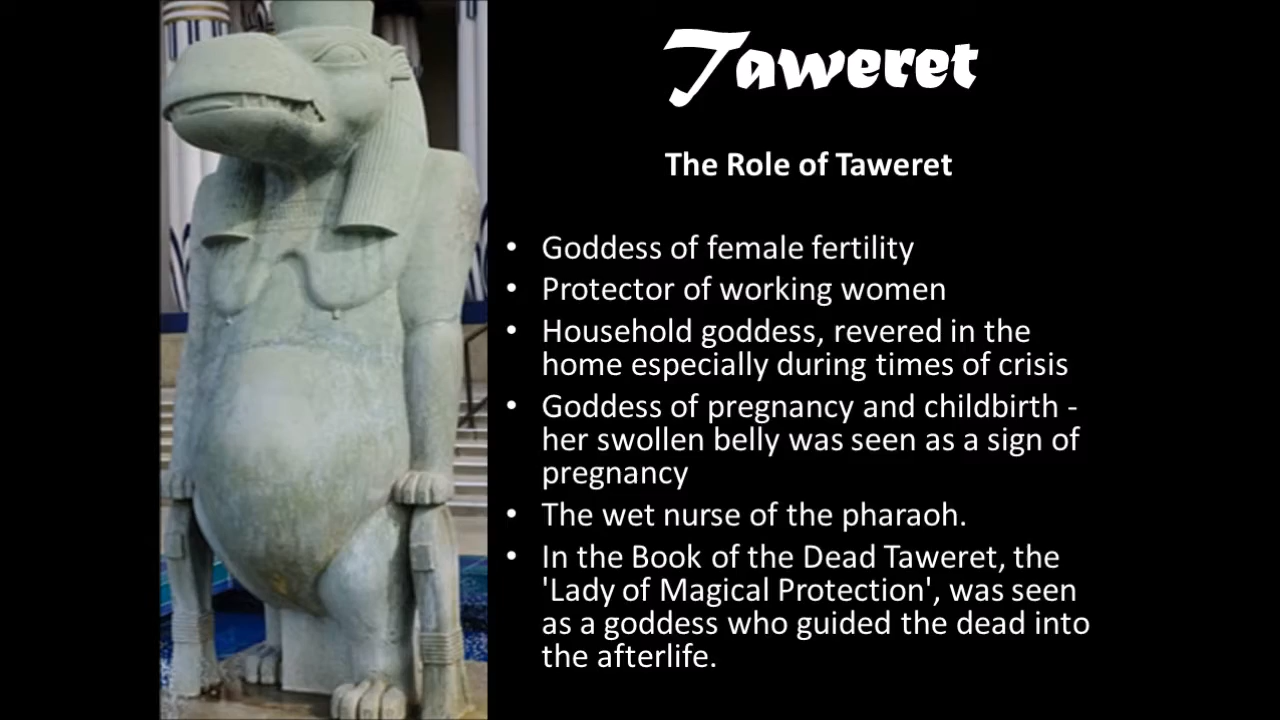 Taweret
The Role of Taweret
• Goddess of female fertility
• Protector of working women
• Household goddess, revered in the
home especially during times of crisis
• Goddess of pregnancy and childbirth -
her swollen belly was seen as a sign of
pregnancy
• The wet nurse of the pharaoh.
• In the Book of the Dead Taweret, the
'Lady of Magical Protection', was seen
as a goddess who guided the dead into
the afterlife.